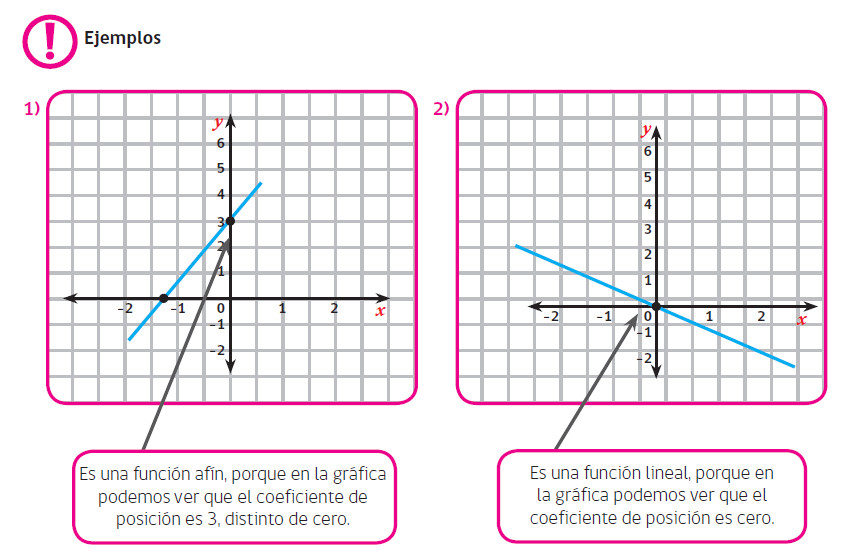 !
Ejemplos
1)
y
6
5
4
3
2
1
-2
-1
0
1
2
x
-1
-2
2)
y
6
5
4
3
2
1
-2
-1
0
1
2
x
-1
-2
Es una función afín, porque en la gráfica
podemos ver que el coeficiente de
posición es 3, distinto de cero.
Es una función lineal, porque en
la gráfica podemos ver que el
coeficiente de posición es cero.